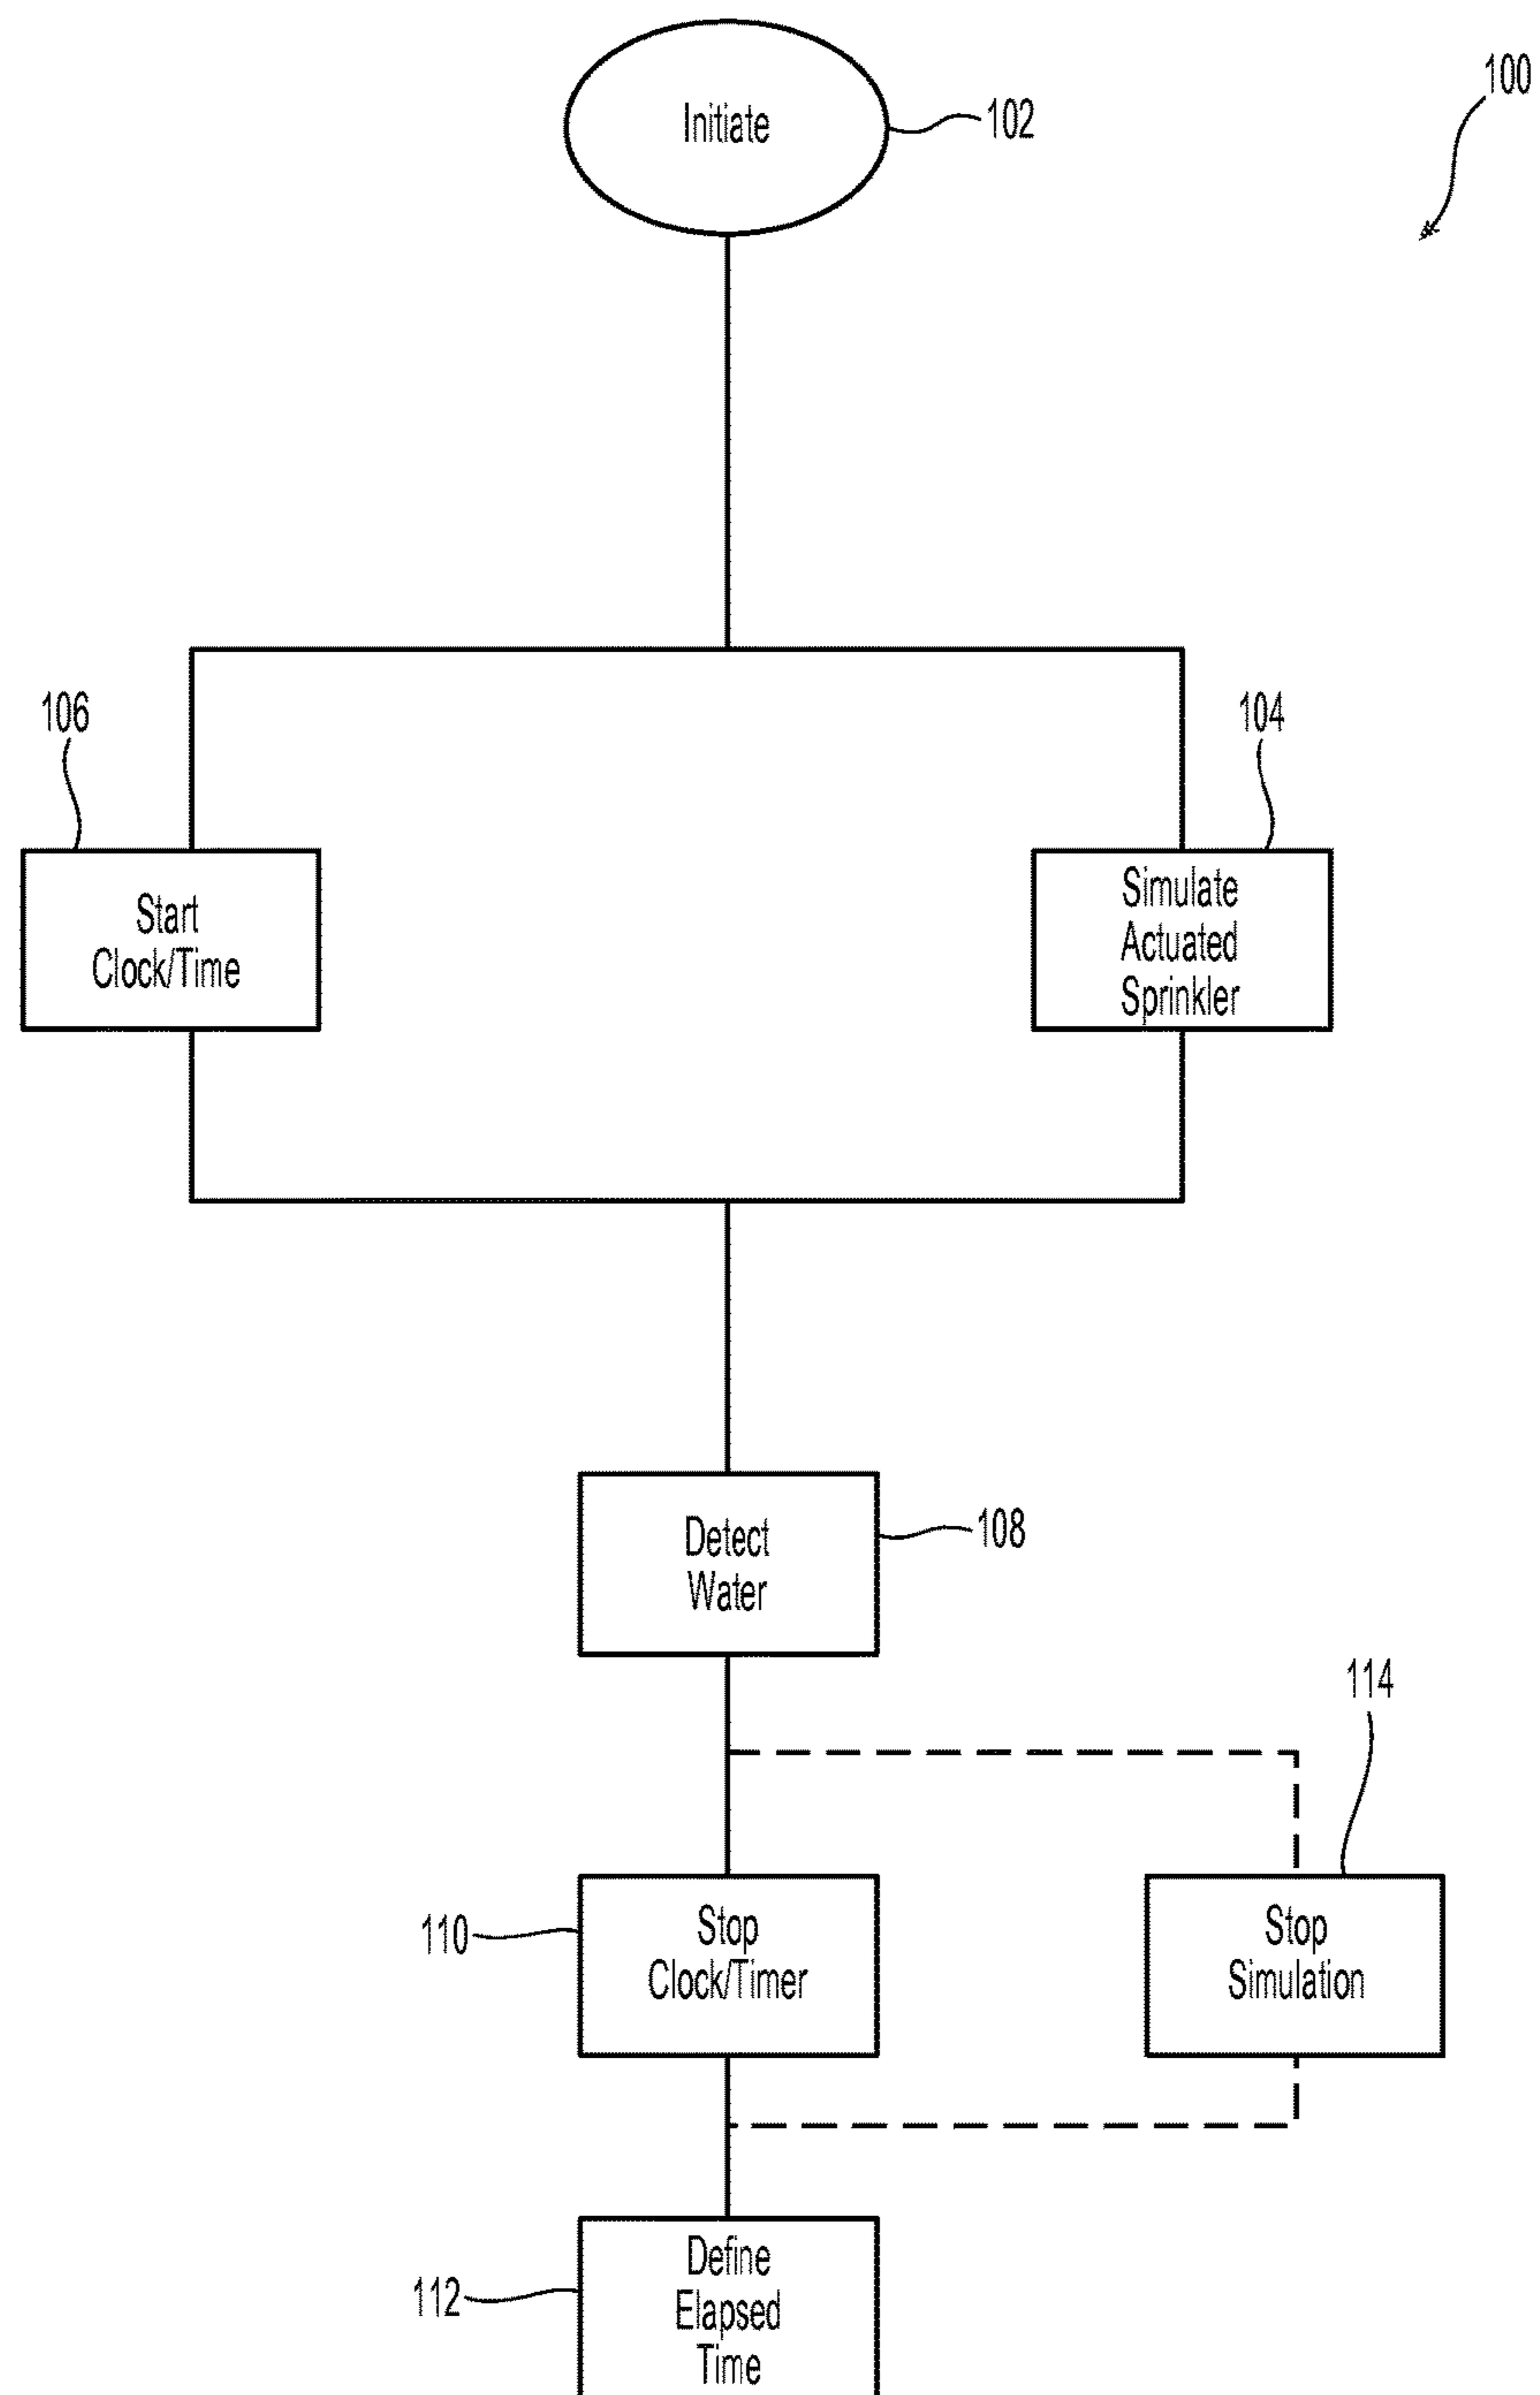 100
Initiate
102
106
104
Start
Clock/Time
Simulate
Actuated
Sprinkler
Detect
Water
108
114
110
Stop
Clock/Timer
Stop
Simulation
112
Define
Elapsed
Time